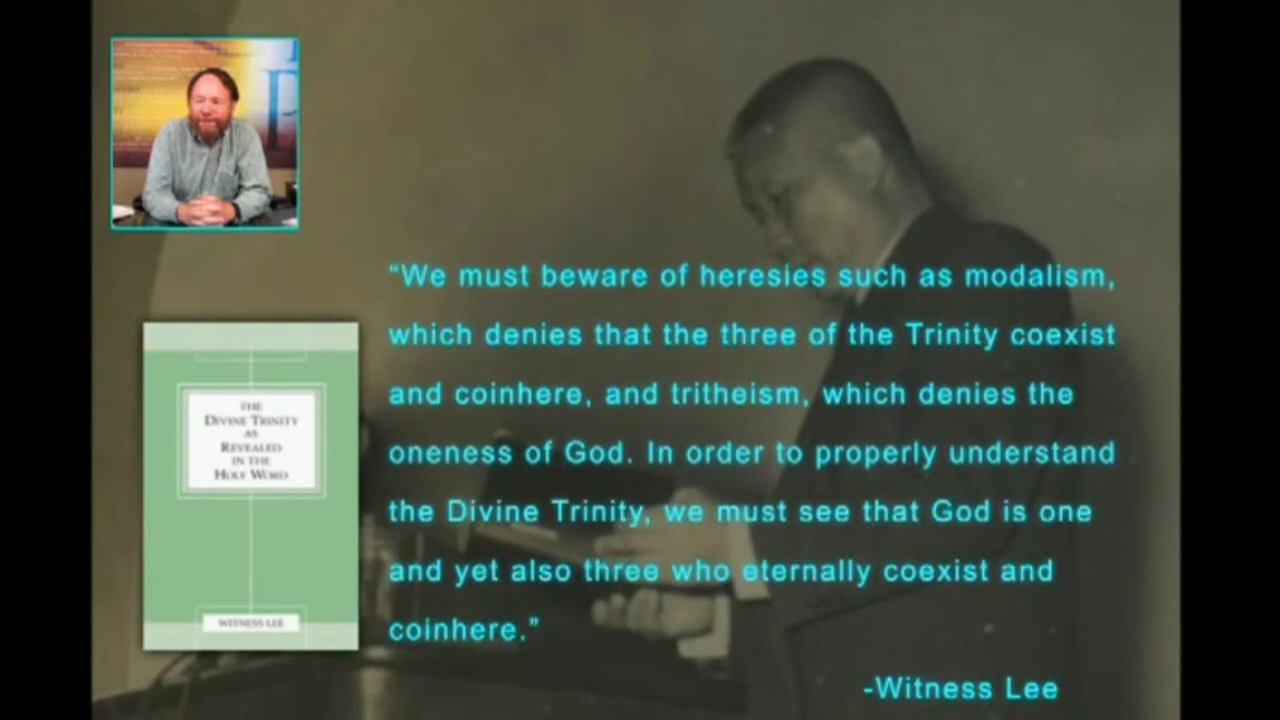 THE
DIVINE TRINITY
AS
REVEALED
IN THE
HOLY WORD
WITNESS LEE
“We must beware of heresies such as modalism,
which denies that the three of the Trinity coexist
and coinhere, and tritheism, which denies the
oneness of God. In order to properly understand
the Divine Trinity, we must see that God is one
and yet also three who eternally coexist and
coinhere.”
-Witness Lee